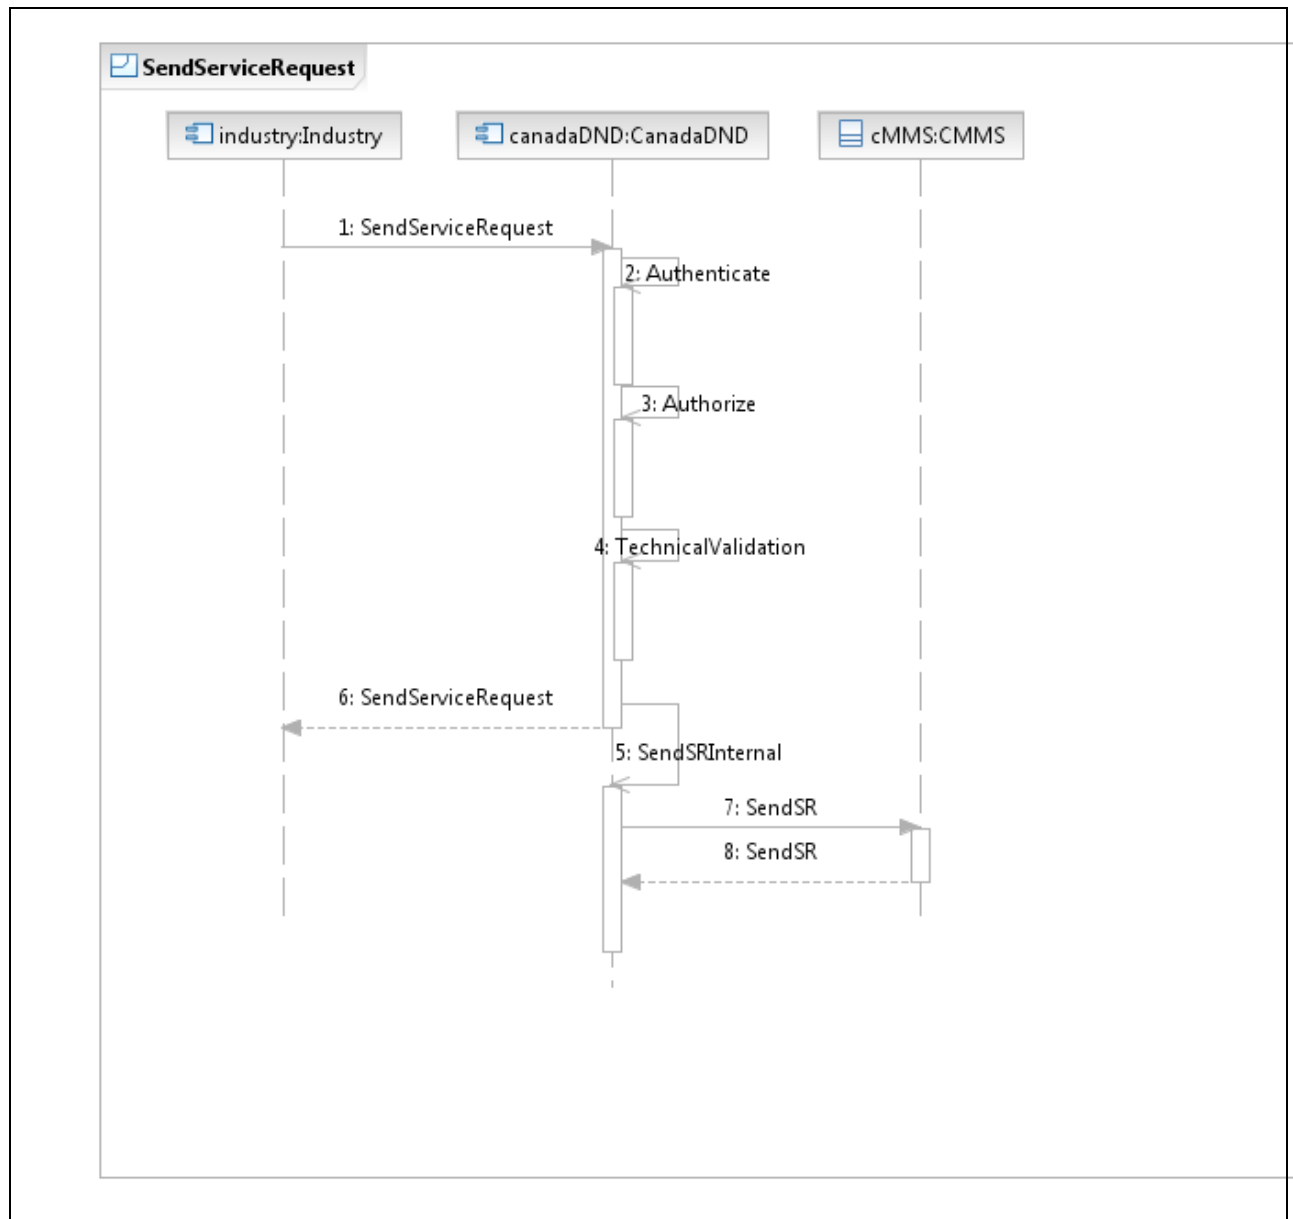 SendServiceRequest
industry:Industry
canadaDND:CanadaDND
cMMS:CMMS
1: SendServiceRequest
2: Authenticate
3: Authorize
4: TechnicalValidation
6: SendServiceRequest
5: SendSRInternal
7: SendSR
8: SendSR